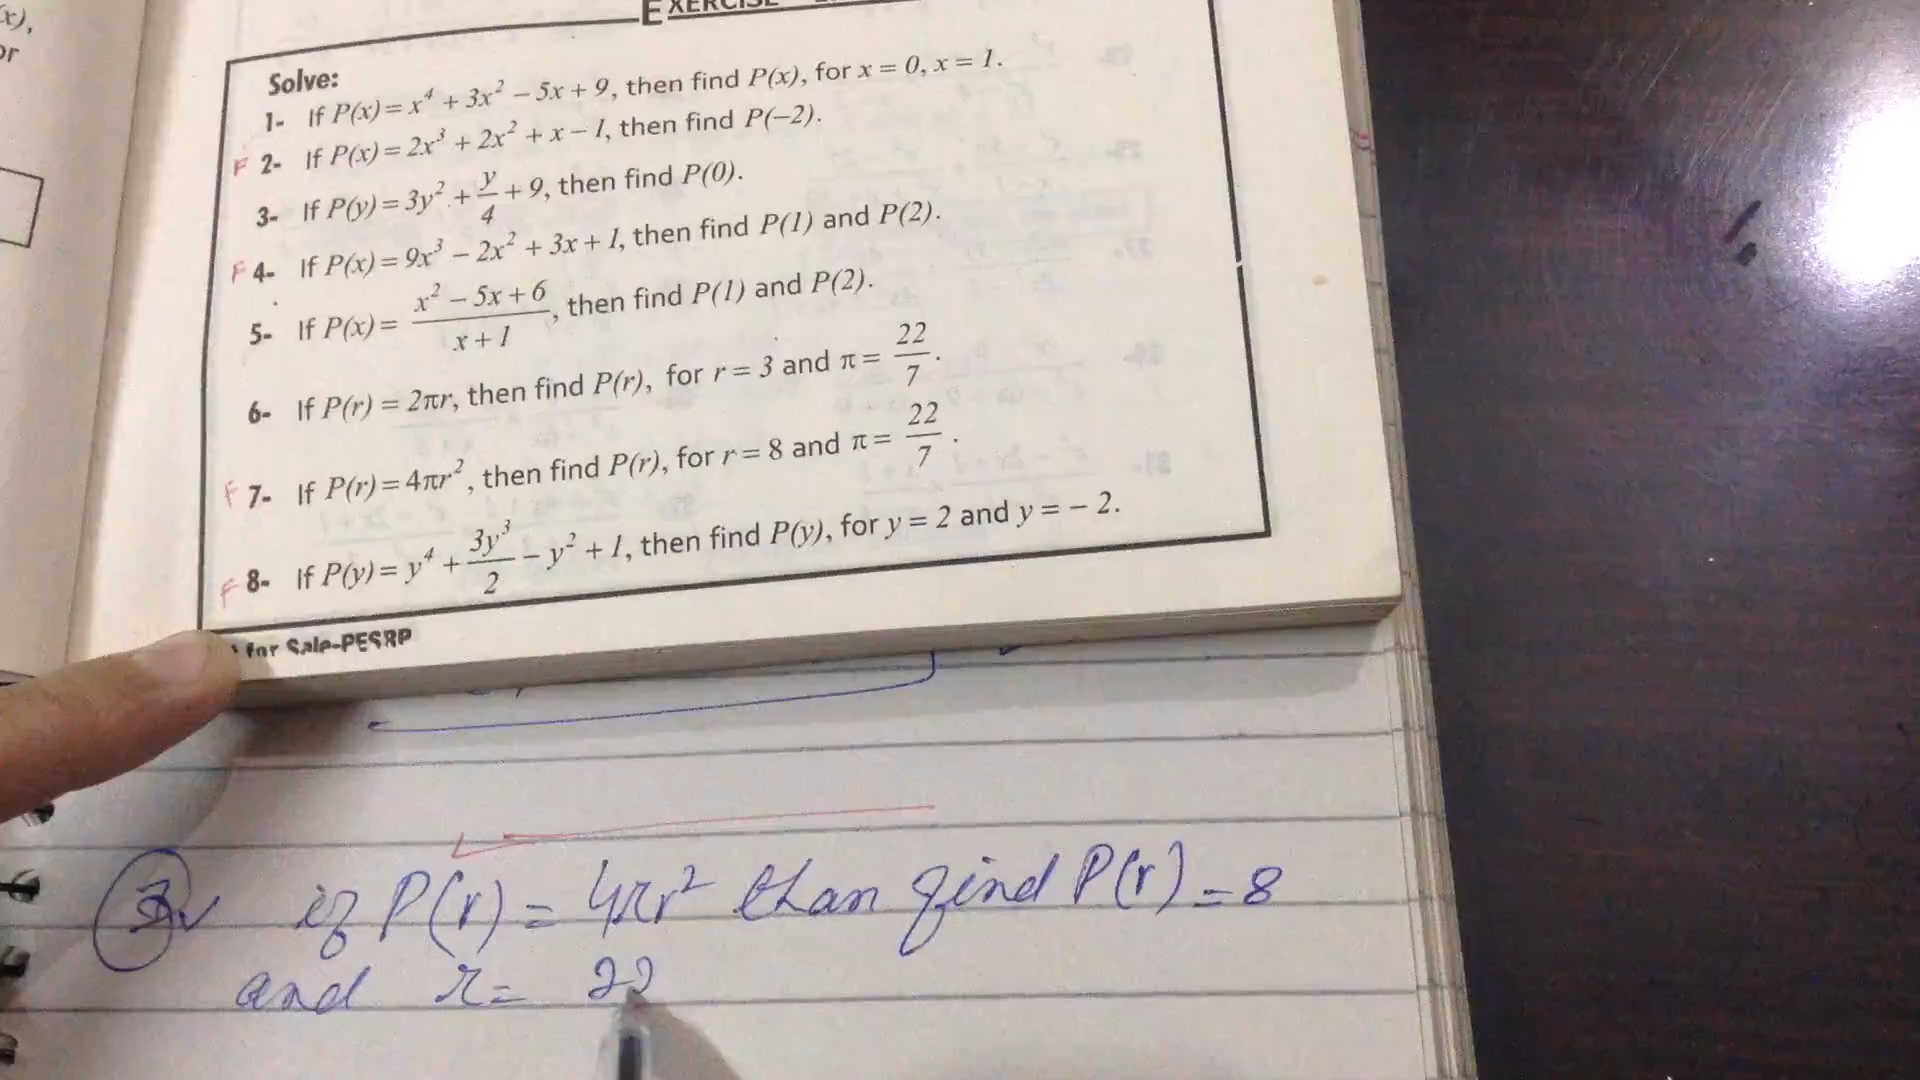 x),
or
EXERCISE
Solve:
1- If P(x) = x⁴ + 3x² – 5x + 9, then find P(x), for x = 0, x = 1.
F 2- If P(x) = 2x³ + 2x² + x – 1, then find P(–2).
3- If P(y) = 3y² + y/4 + 9, then find P(0).
F 4- If P(x) = 9x³ – 2x² + 3x + 1, then find P(1) and P(2).
5- If P(x) = (x² – 5x + 6)/(x + 1), then find P(1) and P(2).
6- If P(r) = 2πr, then find P(r), for r = 3 and π = 22/7.
F 7- If P(r) = 4πr², then find P(r), for r = 8 and π = 22/7.
F 8- If P(y) = y⁴ + 3y³/2 – y² + 1, then find P(y), for y = 2 and y = – 2.
for Sale-PESRP
if P(r) = 4πr² than find P(r) = 8
and π = 22